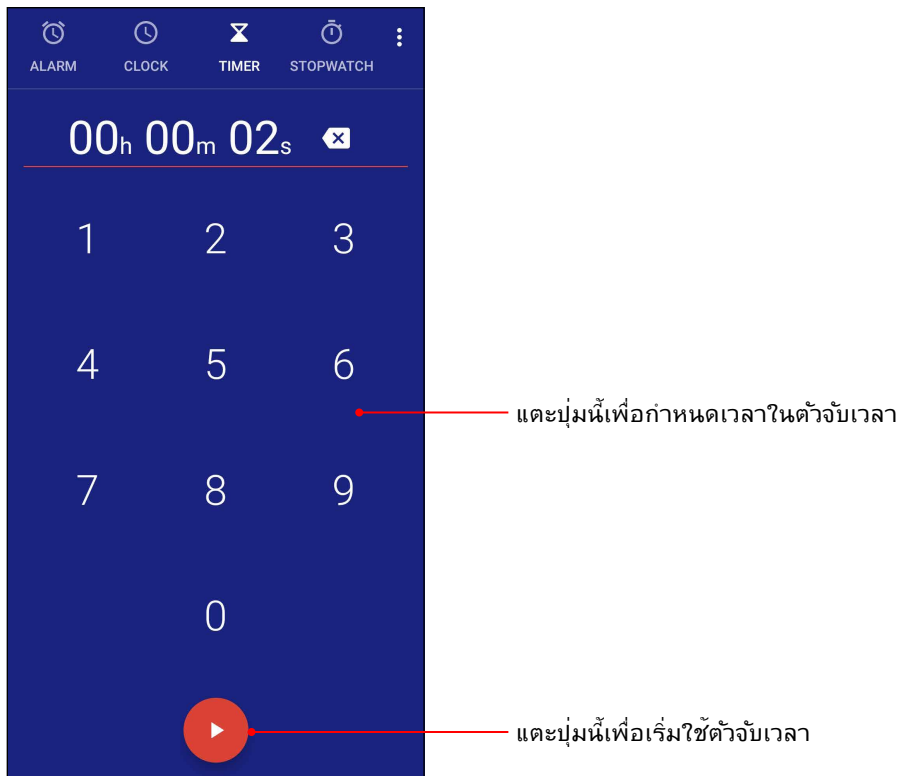 ALARM CLOCK TIMER STOPWATCH
00h 00m 02s
1 2 3
4 5 6
แตะปุ่มนี้เพื่อกำหนดเวลาในตัวจับเวลา
7 8 9
0
แตะปุ่มนี้เพื่อเริ่มใช้ตัวจับเวลา